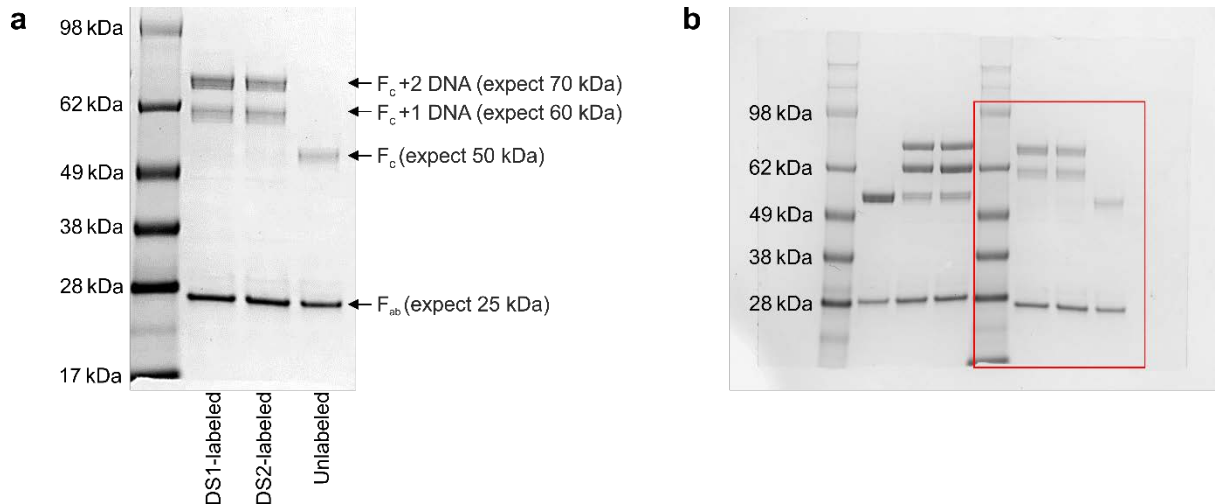 a
98 kDa
62 kDa
49 kDa
38 kDa
28 kDa
17 kDa
Fc+2 DNA (expect 70 kDa)
Fc+1 DNA (expect 60 kDa)
Fc (expect 50 kDa)
Fab (expect 25 kDa)
DS1-labeled
DS2-labeled
Unlabeled
b
98 kDa
62 kDa
49 kDa
38 kDa
28 kDa